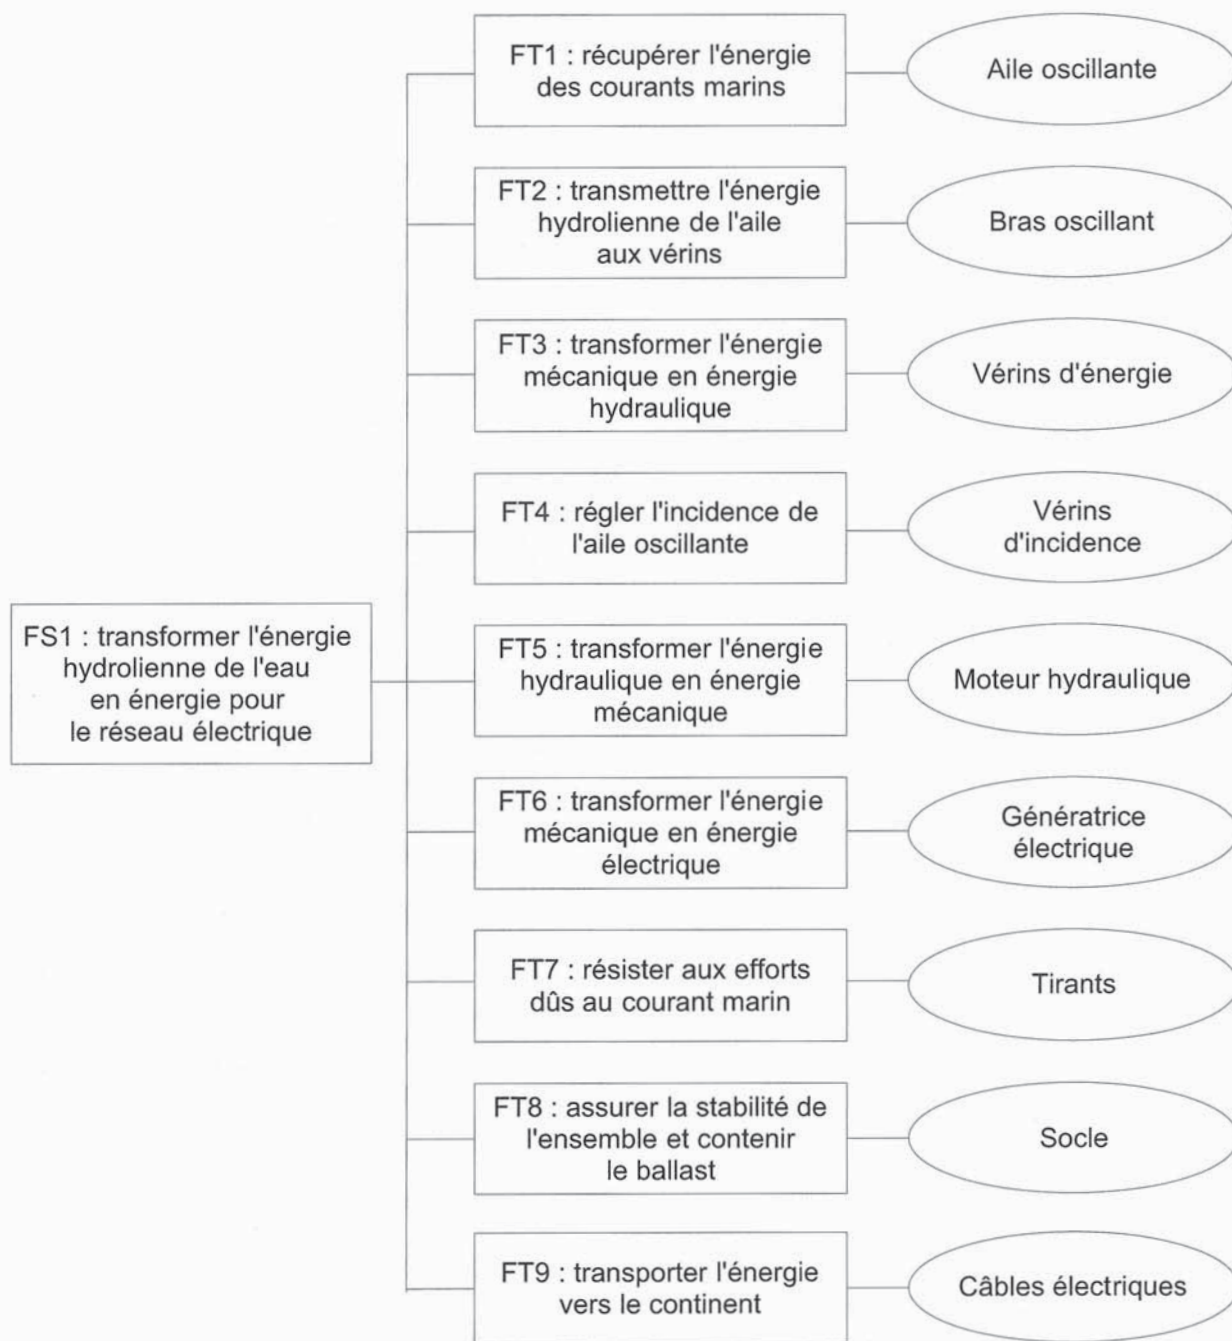 FT1 : récupérer l'énergie
des courants marins
Aile oscillante
FT2 : transmettre l'énergie
hydrolienne de l'aile
aux vérins
Bras oscillant
FT3 : transformer l'énergie
mécanique en énergie
hydraulique
Vérins d'énergie
FT4 : régler l'incidence de
l'aile oscillante
Vérins
d'incidence
FS1 : transformer l'énergie
hydrolienne de l'eau
en énergie pour
le réseau électrique
FT5 : transformer l'énergie
hydraulique en énergie
mécanique
Moteur hydraulique
FT6 : transformer l'énergie
mécanique en énergie
électrique
Génératrice
électrique
FT7 : résister aux efforts
dûs au courant marin
Tirants
FT8 : assurer la stabilité de
l'ensemble et contenir
le ballast
Socle
FT9 : transporter l'énergie
vers le continent
Câbles électriques